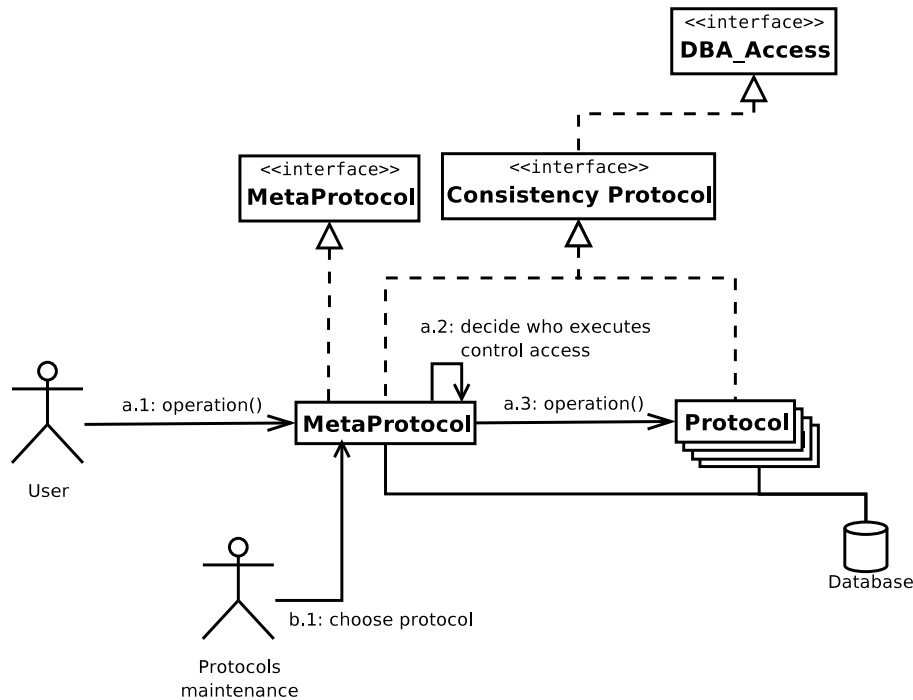 <<interface>>
DBA_Access
<<interface>>
MetaProtocol
<<interface>>
Consistency Protocol
a.2: decide who executes
control access
a.1: operation()
MetaProtocol
a.3: operation()
Protocol
User
Database
b.1: choose protocol
Protocols
maintenance